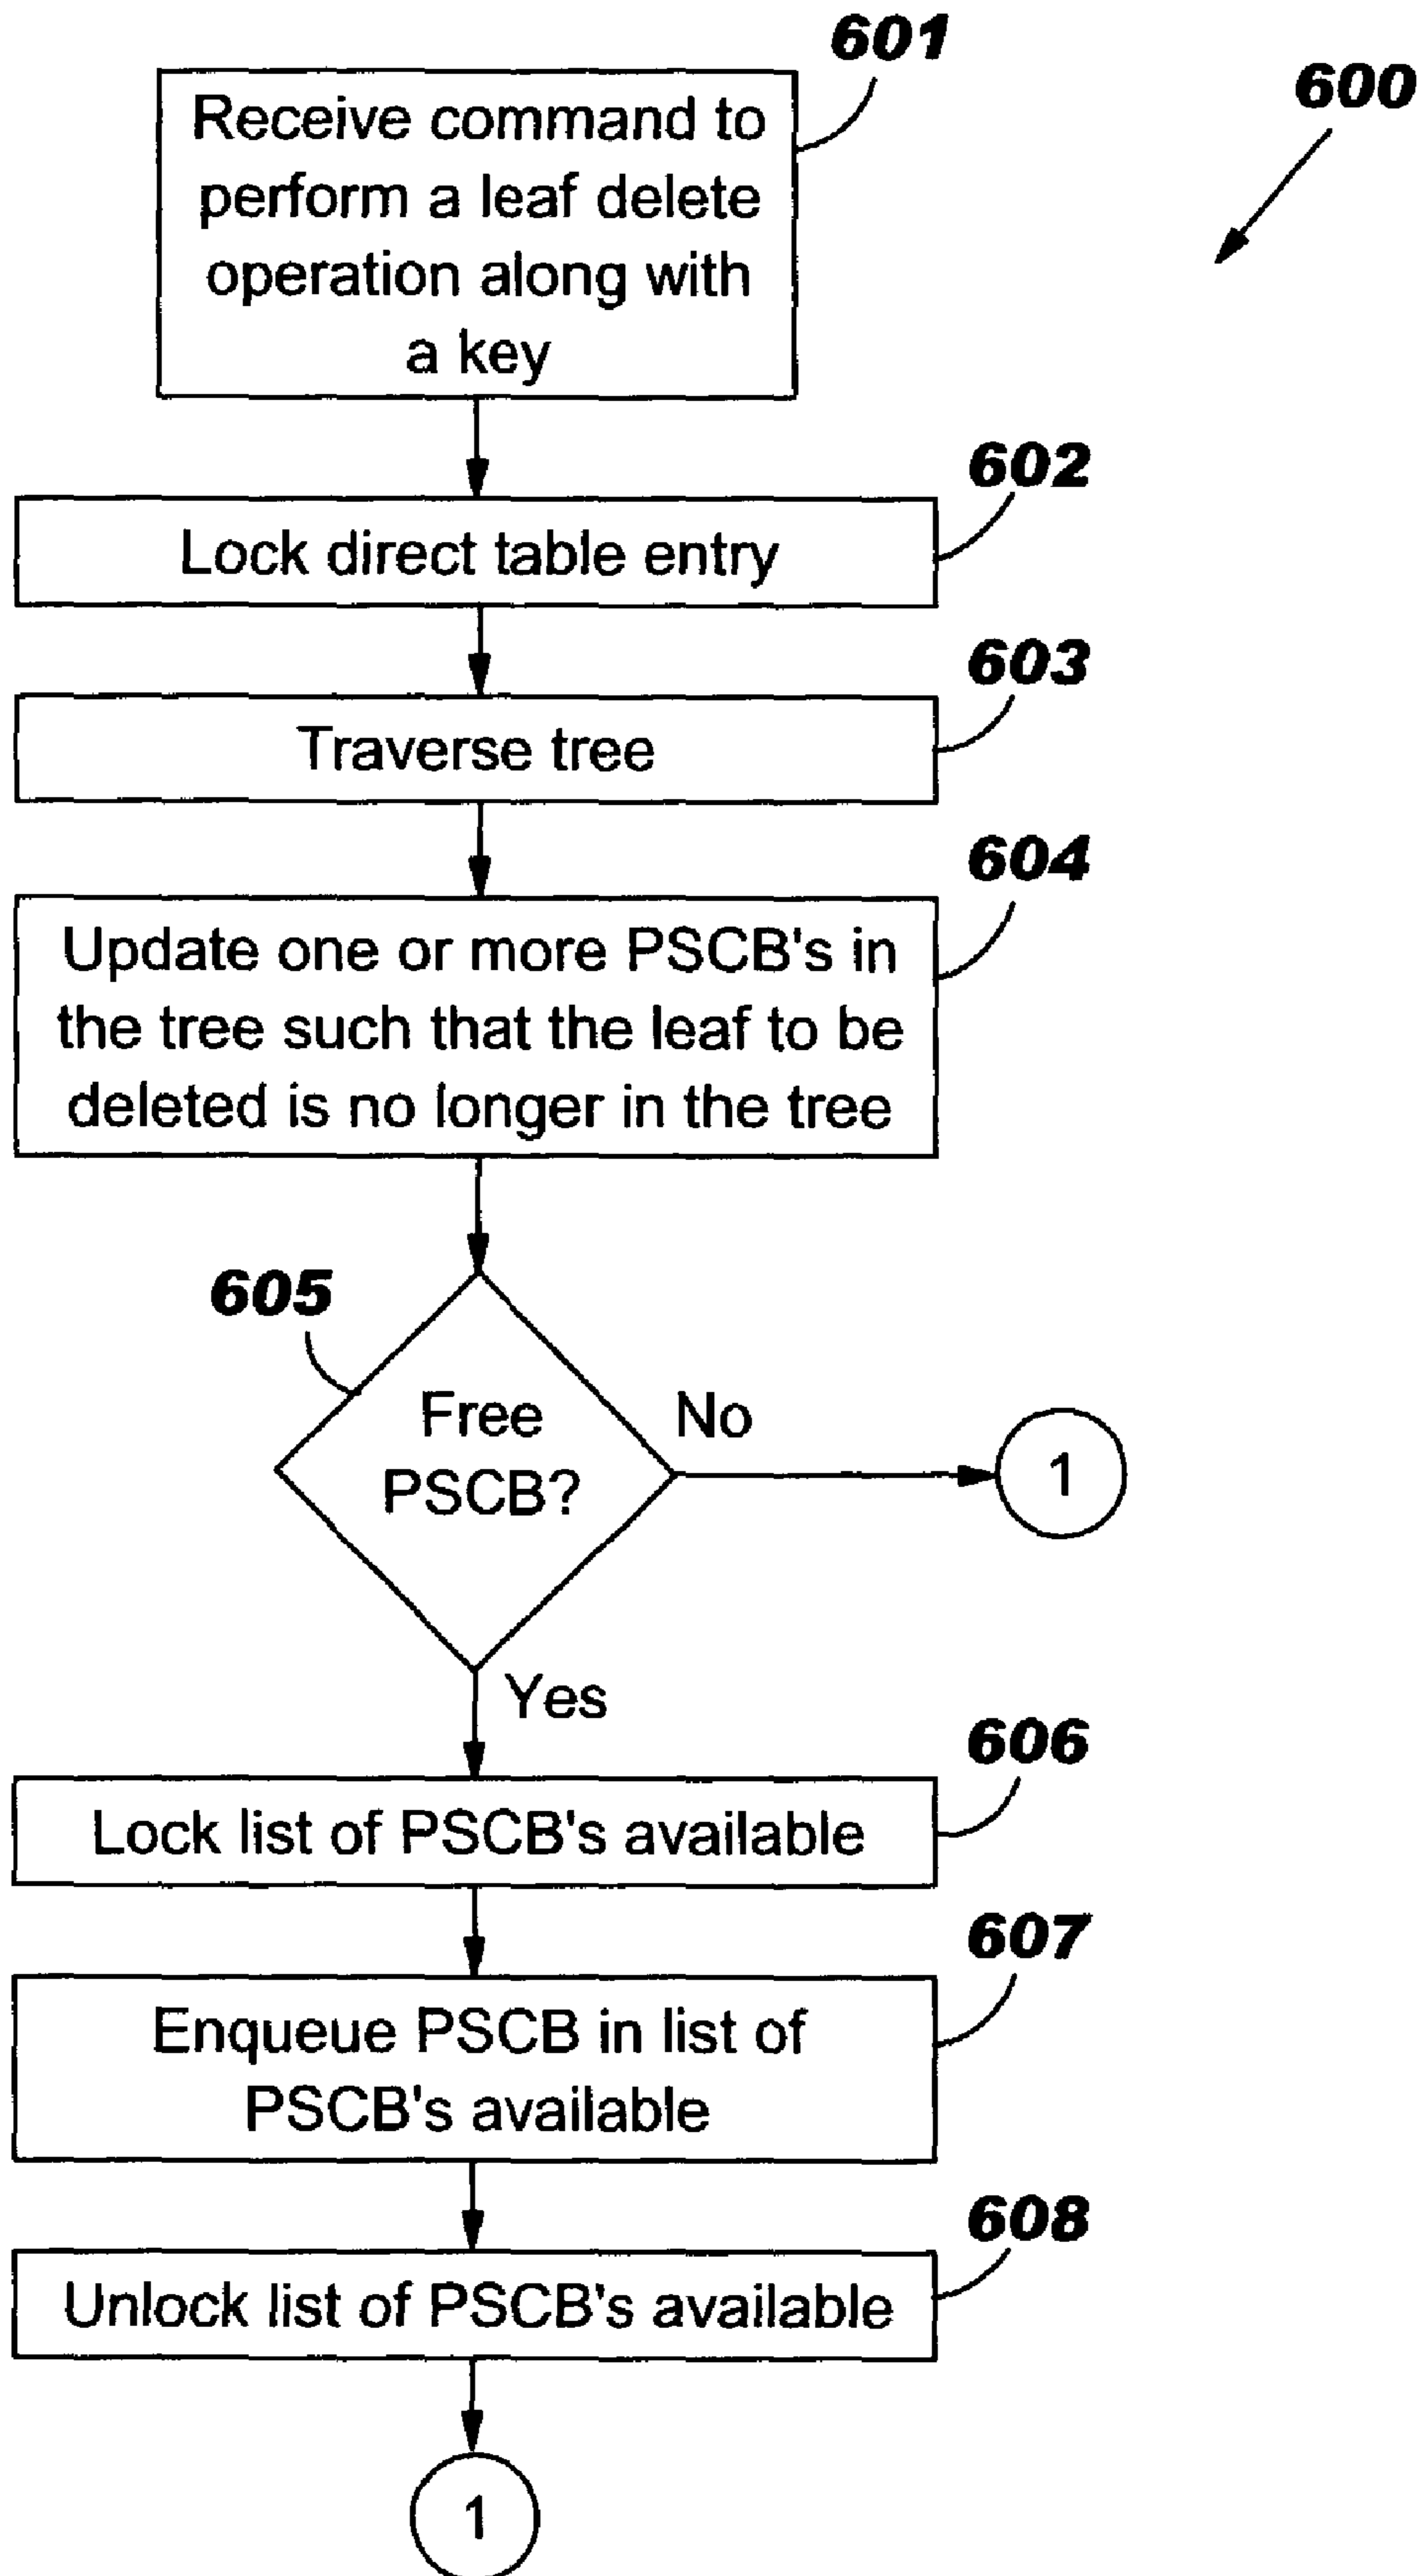 601
600
Receive command to
perform a leaf delete
operation along with
a key
602
Lock direct table entry
603
Traverse tree
604
Update one or more PSCB's in
the tree such that the leaf to be
deleted is no longer in the tree
605
Free
PSCB?
No
1
Yes
606
Lock list of PSCB's available
607
Enqueue PSCB in list of
PSCB's available
608
Unlock list of PSCB's available
1